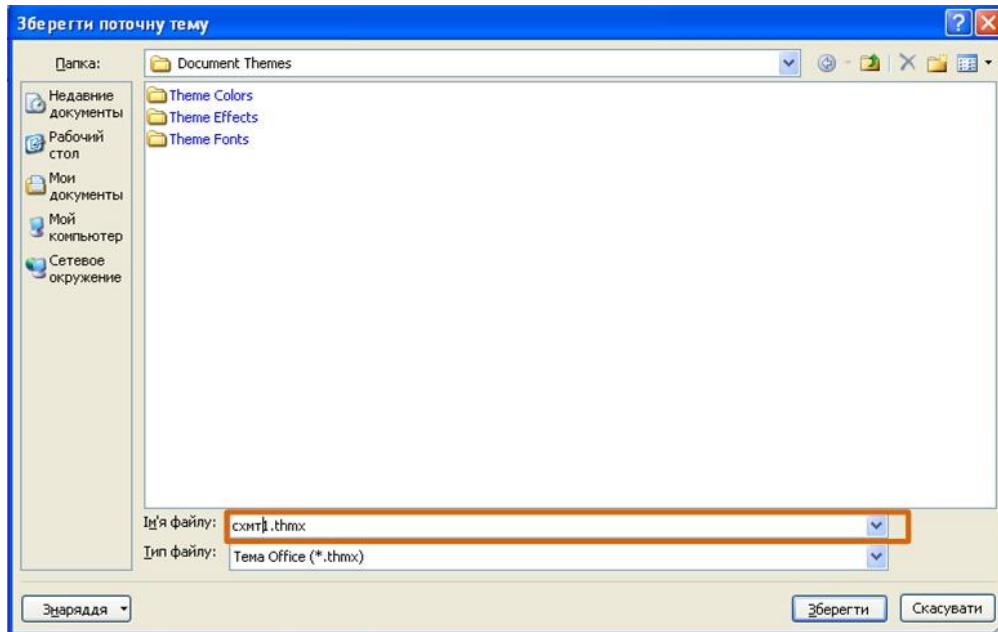 Зберегти поточну тему
Папка:
Document Themes
Недавние
документы
Рабочий
стол
Мои
документы
Мой
компьютер
Сетевое
окружение
Theme Colors
Theme Effects
Theme Fonts
Ім'я файлу:
схмт1.thmx
Тип файлу:
Тема Office (*.thmx)
Знаряддя
Зберегти
Скасувати